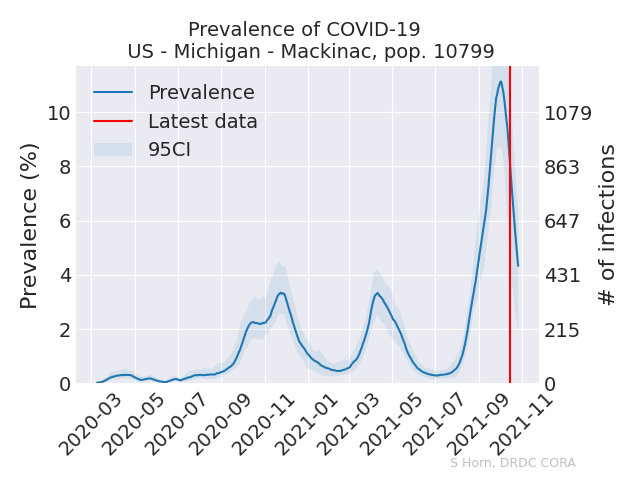 Prevalence of COVID-19
US - Michigan - Mackinac, pop. 10799
Prevalence
Latest data
95CI
Prevalence (%)
10
8
6
4
2
0
# of infections
1079
863
647
431
215
0
2020-03
2020-05
2020-07
2020-09
2020-11
2021-01
2021-03
2021-05
2021-07
2021-09
2021-11
S Horn, DRDC CORA